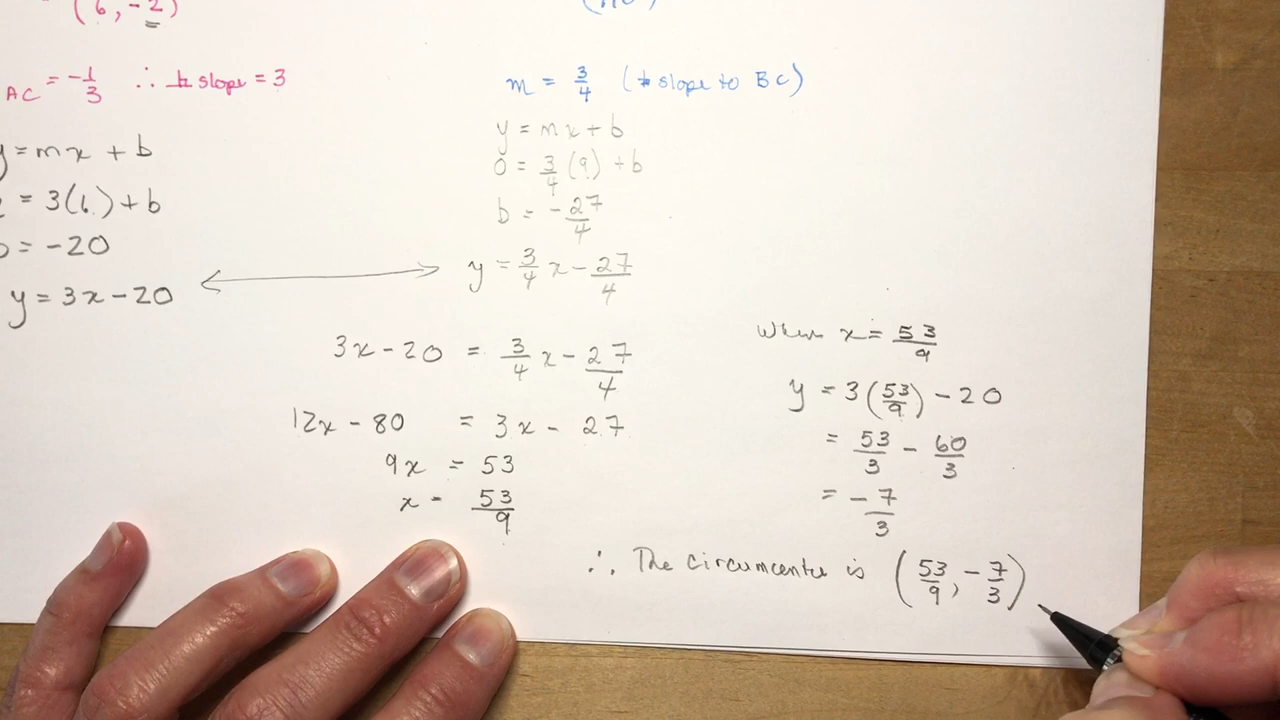 (6, -2)
AC = -1/3 ∴ ⊥ slope = 3
y = mx + b
= 3(6) + b
b = -20
y = 3x - 20
m = 3/4 (⊥ slope to BC)
y = mx + b
0 = 3/4 (9) + b
b = -27/4
y = 3/4 x - 27/4
3x - 20 = 3/4 x - 27/4
12x - 80 = 3x - 27
9x = 53
x = 53/9
When x = 53/9
y = 3(53/9) - 20
= 53/3 - 60/3
= -7/3
∴ The circumcenter is (53/9, -7/3)